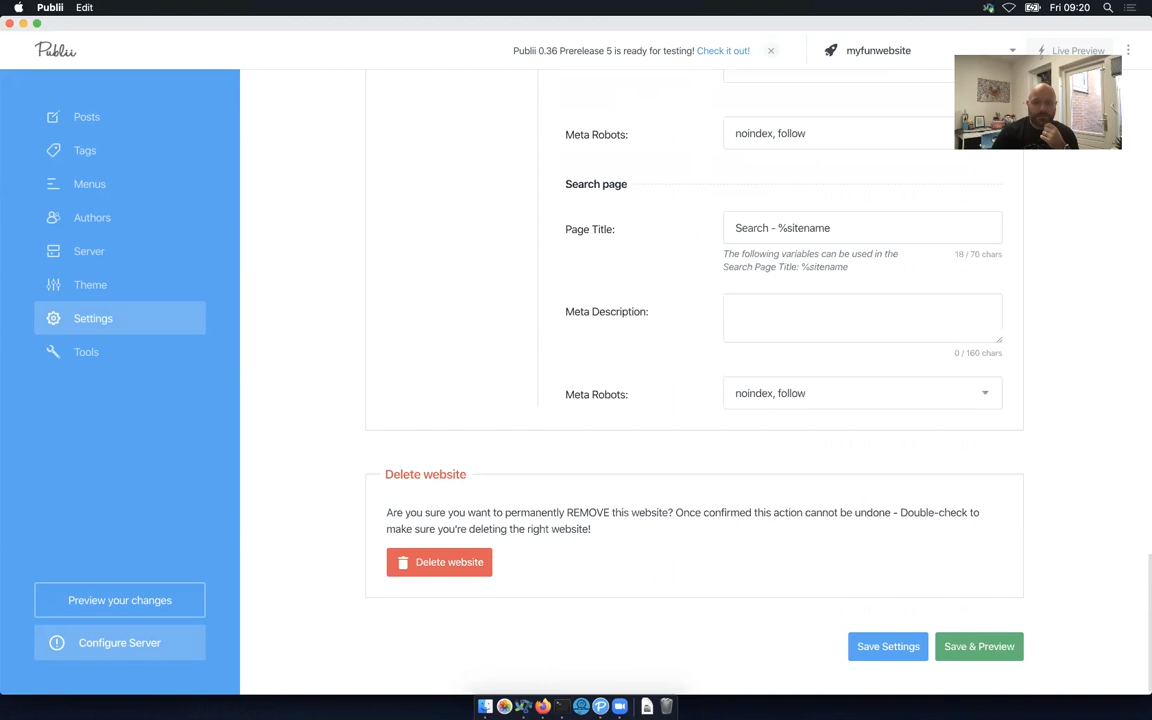 Publii Edit
Fri 09:20
Publii
Publii 0.36 Prerelease 5 is ready for testing! Check it out!
myfunwebsite
Live Preview
Posts
Tags
Menus
Authors
Server
Theme
Settings
Tools
Preview your changes
Configure Server
Meta Robots:
noindex, follow
Search page
Page Title:
Search - %sitename
The following variables can be used in the
Search Page Title: %sitename
18 / 70 chars
Meta Description:
0 / 160 chars
Meta Robots:
noindex, follow
Delete website
Are you sure you want to permanently REMOVE this website? Once confirmed this action cannot be undone - Double-check to
make sure you're deleting the right website!
Delete website
Save Settings
Save & Preview